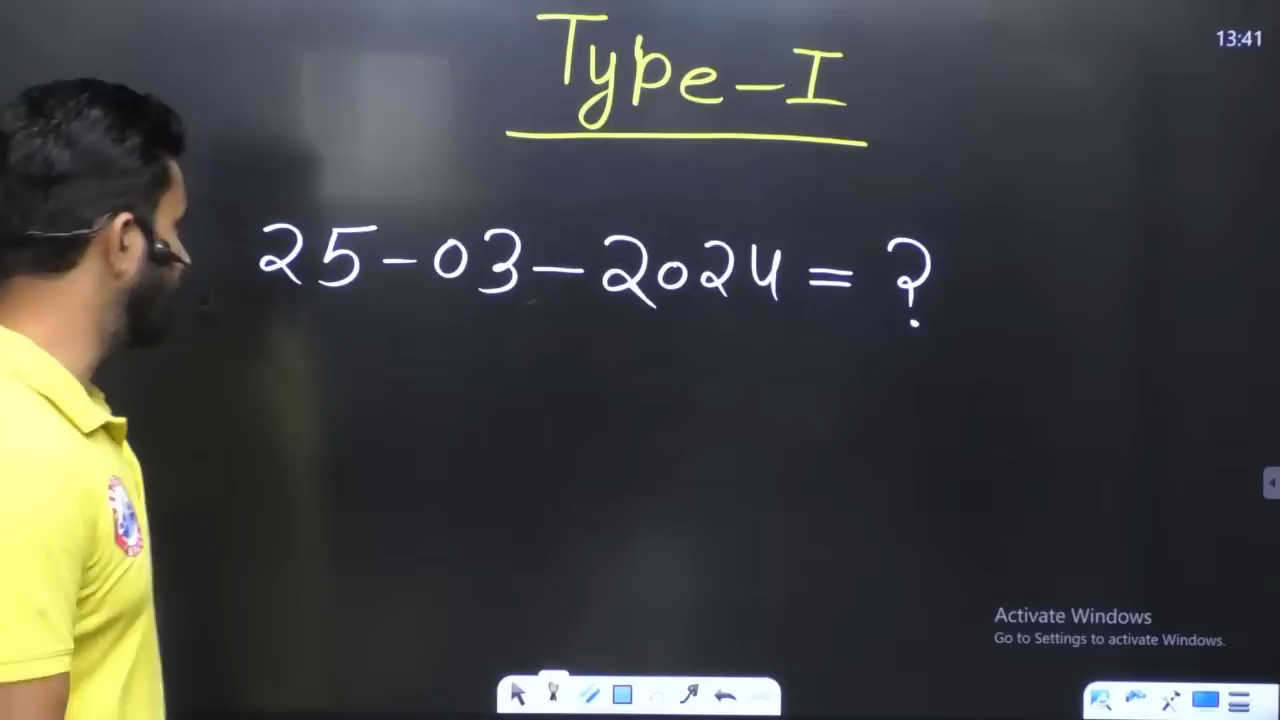 Type-I
13:41
25-03-2024 = ?
Activate Windows
Go to Settings to activate Windows.